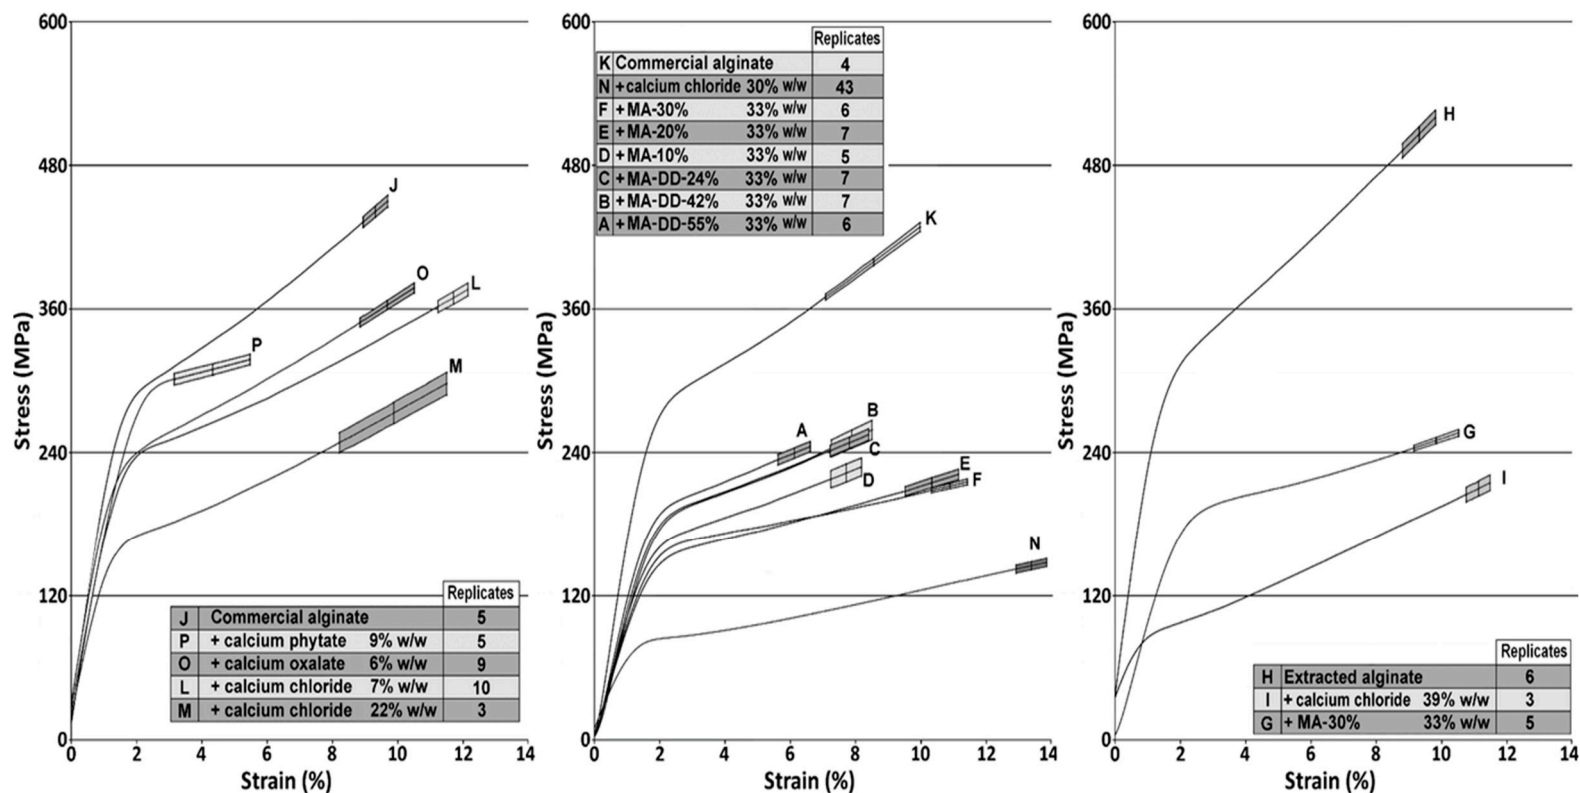 600
480
360
240
120
0
Stress (MPa)
0 2 4 6 8 10 12 14
Strain (%)
J
O
L
P
M
Replicates
J Commercial alginate 5
P + calcium phytate 9% w/w 5
O + calcium oxalate 6% w/w 9
L + calcium chloride 7% w/w 10
M + calcium chloride 22% w/w 3
600
480
360
240
120
0
Stress (MPa)
0 2 4 6 8 10 12 14
Strain (%)
Replicates
K Commercial alginate 4
N + calcium chloride 30% w/w 43
F + MA-30% 33% w/w 6
E + MA-20% 33% w/w 7
D + MA-10% 33% w/w 5
C + MA-DD-24% 33% w/w 7
B + MA-DD-42% 33% w/w 7
A + MA-DD-55% 33% w/w 6
K
B
A
C
E
D
F
N
600
480
360
240
120
0
Stress (MPa)
0 2 4 6 8 10 12 14
Strain (%)
H
G
I
Replicates
H Extracted alginate 6
I + calcium chloride 39% w/w 3
G + MA-30% 33% w/w 5